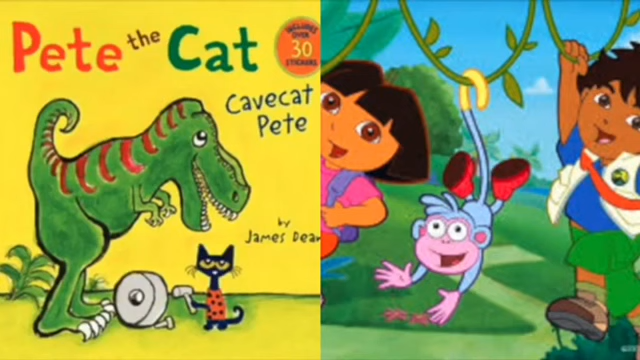 Pete the Cat
INCLUDES
OVER
30
STICKERS
Cavecat
Pete
by
James Dean